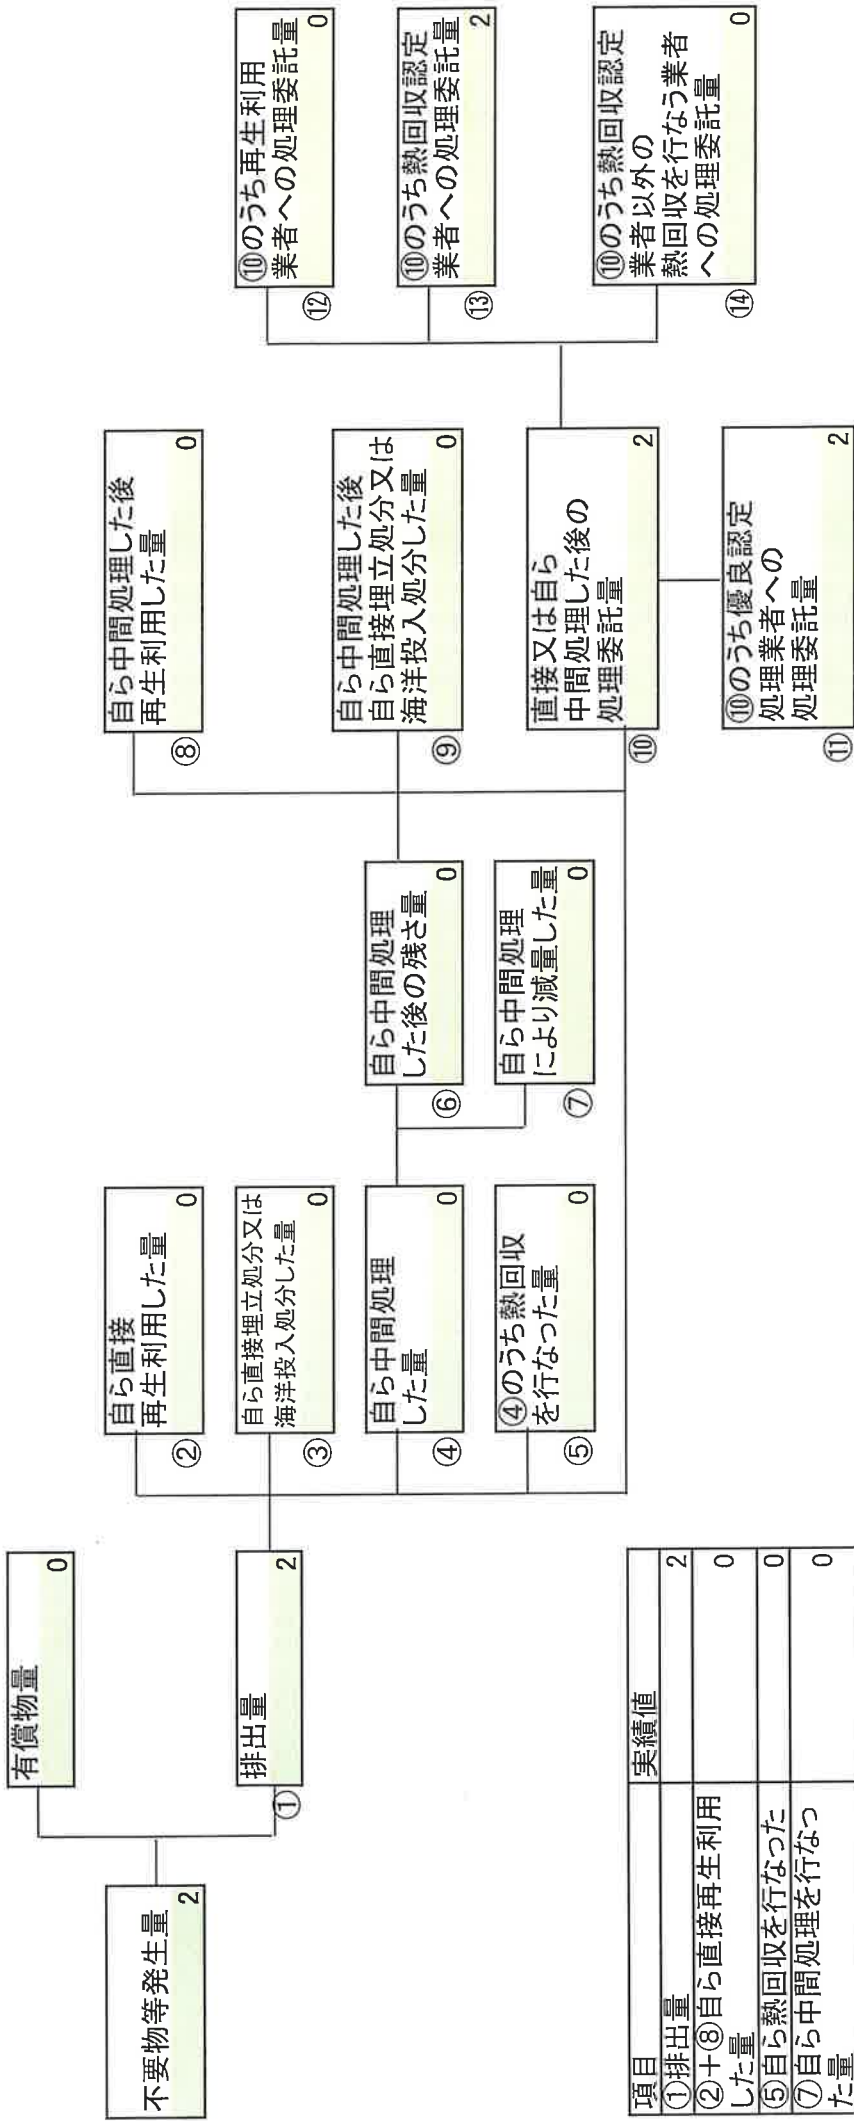 不要物等発生量
2
有償物量
0
①
排出量
2
②
自ら直接
再生利用した量
0
③
自ら直接埋立処分又は
海洋投入処分した量
0
④
自ら中間処理
した量
0
⑤
④のうち熱回収
を行なった量
0
⑥
自ら中間処理
した後の残さ量
0
⑦
自ら中間処理
により減量した量
0
⑧
自ら中間処理した後
再生利用した量
0
⑨
自ら中間処理した後
自ら直接埋立処分又は
海洋投入処分した量
0
⑩
直接又は自ら
中間処理した後の
処理委託量
2
⑪
⑩のうち優良認定
処理業者への
処理委託量
2
⑫
⑩のうち再生利用
業者への処理委託量
0
⑬
⑩のうち熱回収認定
業者への処理委託量
2
⑭
⑩のうち熱回収認定
業者以外の
熱回収を行なう業者
への処理委託量
0
項目 実績値
①排出量 2
②＋⑧自ら直接再生利用 0
した量
⑤自ら熱回収を行なった 0
⑦自ら中間処理を行なっ 0
た量